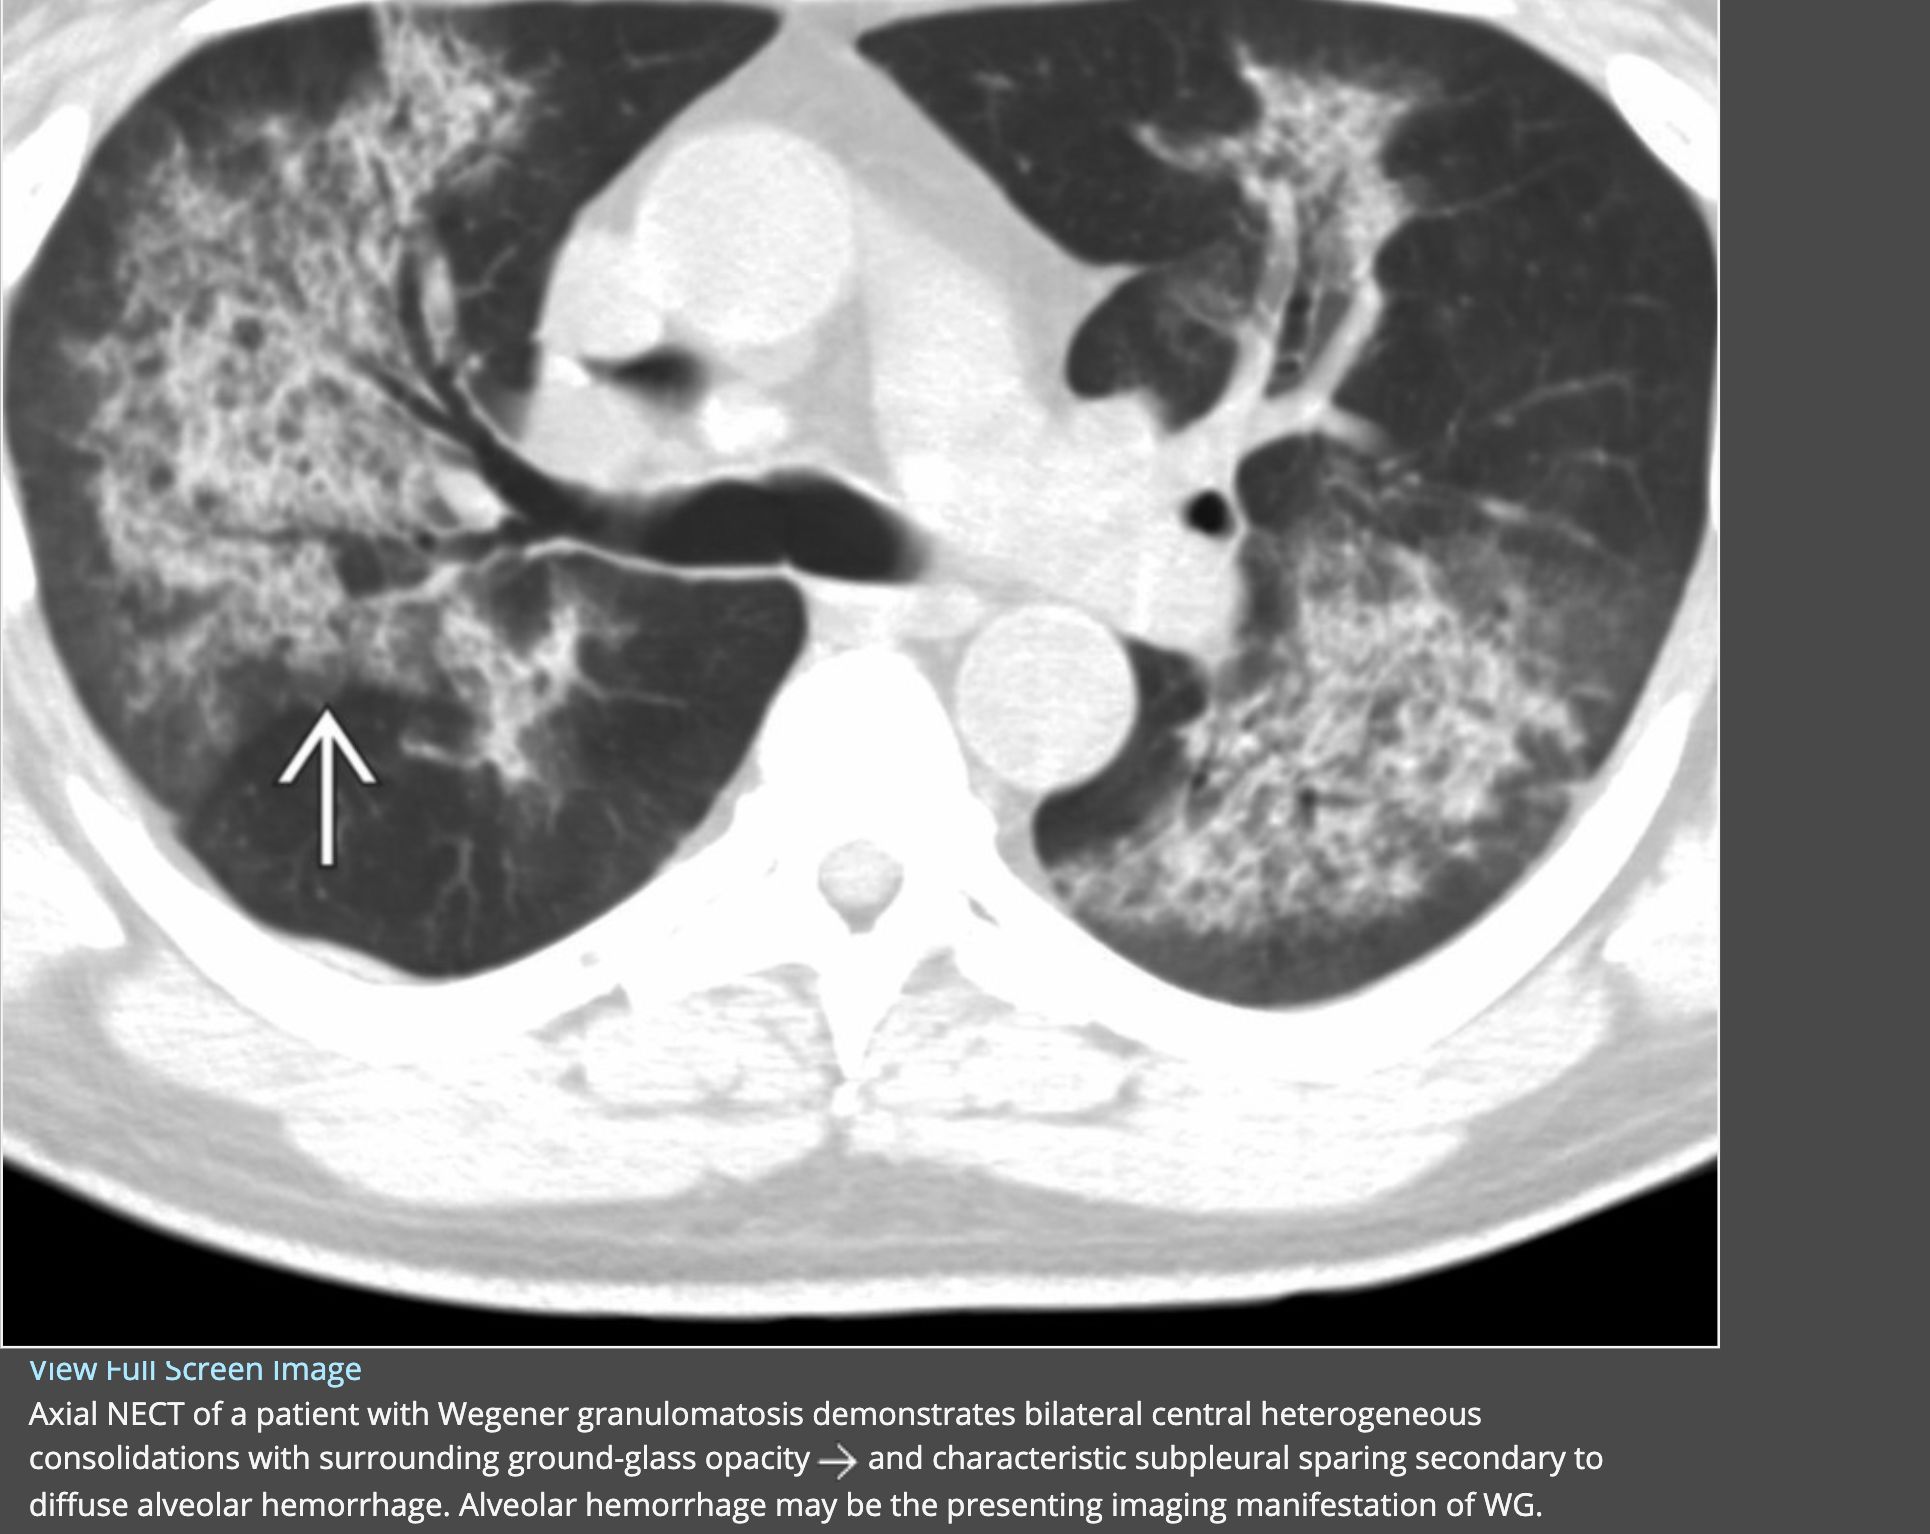 View Full Screen Image
Axial NECT of a patient with Wegener granulomatosis demonstrates bilateral central heterogeneous
consolidations with surrounding ground-glass opacity → and characteristic subpleural sparing secondary to
diffuse alveolar hemorrhage. Alveolar hemorrhage may be the presenting imaging manifestation of WG.